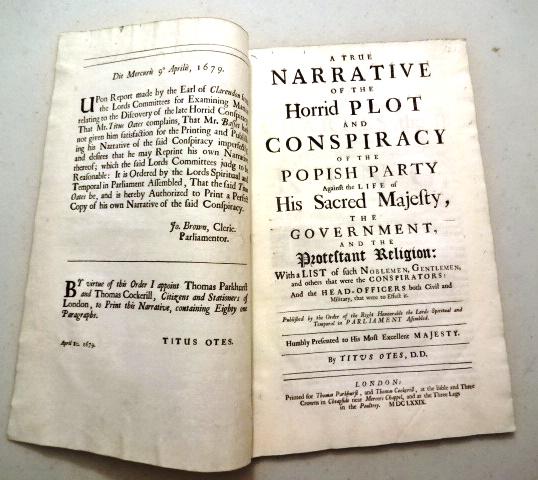 Die Mercurii 9° Aprilis, 1679.
UPon Report made by the Earl of Clarendon from
the Lords Committees for Examining Matters
relating to the Discovery of the late Horrid Conspiracy,
That Mr. Titus Oates complains, That Mr. Basset hath
not given him satisfaction for the Printing and Publish-
ing his Narrative of the said Conspiracy imperfectly,
and desires that he may Reprint his own Narrative
thereof; which the said Lords Committees judg to be
Reasonable: It is Ordered by the Lords Spiritual and
Temporal in Parliament Assembled, That the said Titus
Oates be, and is hereby Authorized to Print a Perfect
Copy of his own Narrative of the said Conspiracy.
Jo. Brown, Cleric.
Parliamentor.
BY virtue of this Order I appoint Thomas Parkhurst
and Thomas Cockerill, Citizens and Stationers of
London, to Print this Narrative, containing Eighty one
Paragraphs.
April 12. 1679.
TITUS OTES.
A TRUE
NARRATIVE
OF THE
Horrid PLOT
AND
CONSPIRACY
OF THE
POPISH PARTY
Against the LIFE of
His Sacred Majesty,
THE
GOVERNMENT,
AND THE
Protestant Religion:
With a LIST of such NOBLEMEN, GENTLEMEN,
and others that were the CONSPIRATORS:
And the HEAD-OFFICERS both Civil and
Military, that were to Effect it.
Published by the Order of the Right Honourable the Lords Spiritual and
Temporal in PARLIAMENT Assembled.
Humbly Presented to His Most Excellent MAJESTY.
By TITUS OTES, D.D.
LONDON:
Printed for Thomas Parkhurst, and Thomas Cockerill, at the Bible and Three
Crowns in Cheapside near Mercers Chappel, and at the Three Legs
in the Poultrey. MDCLXXIX.